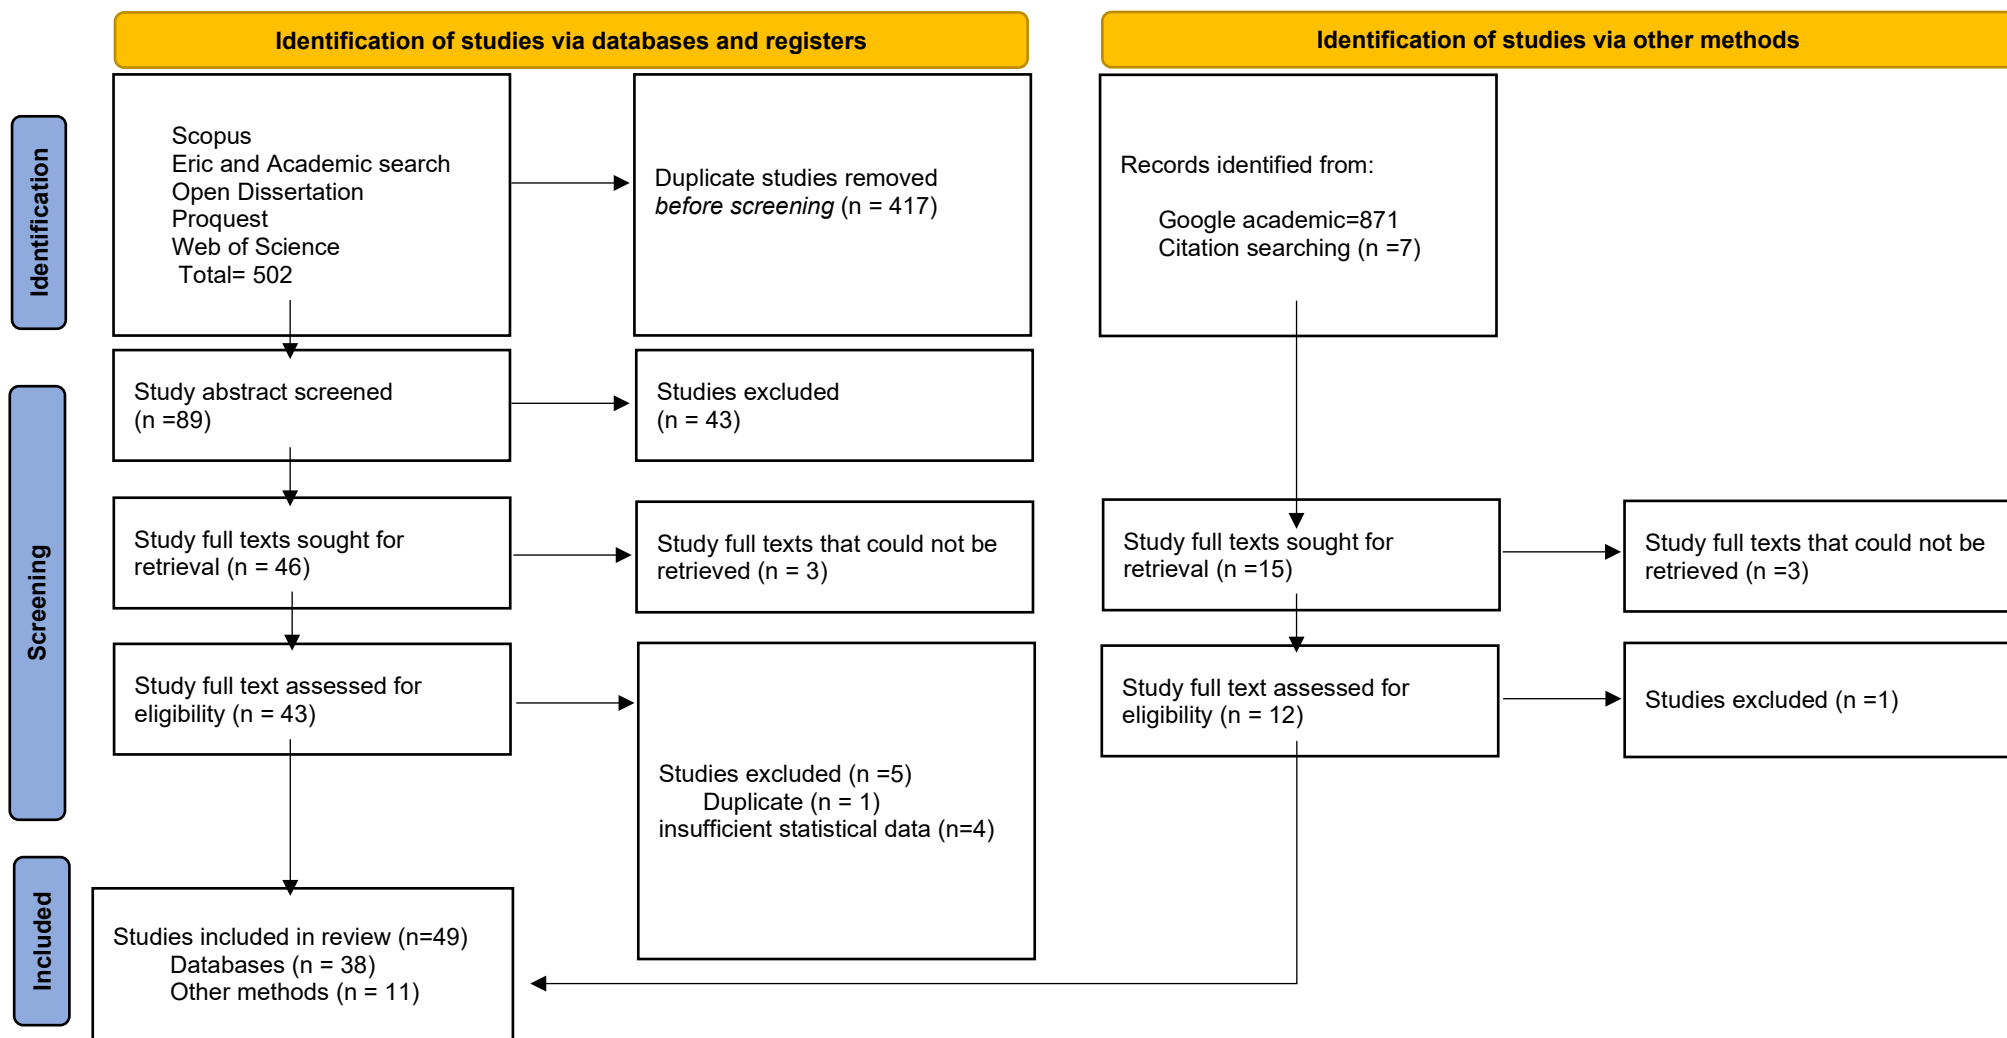 Identification of studies via databases and registers
Identification of studies via other methods
Identification
Scopus
Eric and Academic search
Open Dissertation
Proquest
Web of Science
Total= 502
Duplicate studies removed
before screening (n = 417)
Records identified from:
Google academic=871
Citation searching (n =7)
Screening
Study abstract screened
(n =89)
Studies excluded
(n = 43)
Study full texts sought for
retrieval (n = 46)
Study full texts that could not be
retrieved (n = 3)
Study full texts sought for
retrieval (n =15)
Study full texts that could not be
retrieved (n =3)
Study full text assessed for
eligibility (n = 43)
Studies excluded (n =5)
Duplicate (n = 1)
insufficient statistical data (n=4)
Study full text assessed for
eligibility (n = 12)
Studies excluded (n =1)
Included
Studies included in review (n=49)
Databases (n = 38)
Other methods (n = 11)